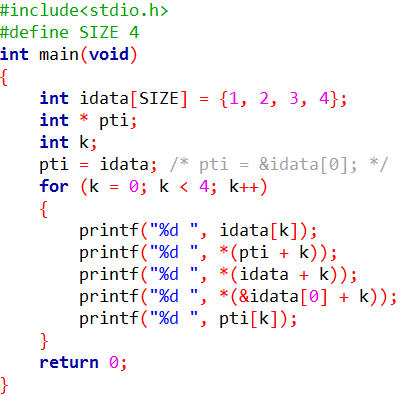 #include<stdio.h>
#define SIZE 4
int main(void)
{
    int idata[SIZE] = {1, 2, 3, 4};
    int * pti;
    int k;
    pti = idata; /* pti = &idata[0]; */
    for (k = 0; k < 4; k++)
    {
        printf("%d ", idata[k]);
        printf("%d ", *(pti + k));
        printf("%d ", *(idata + k));
        printf("%d ", *(&idata[0] + k));
        printf("%d ", pti[k]);
    }
    return 0;
}